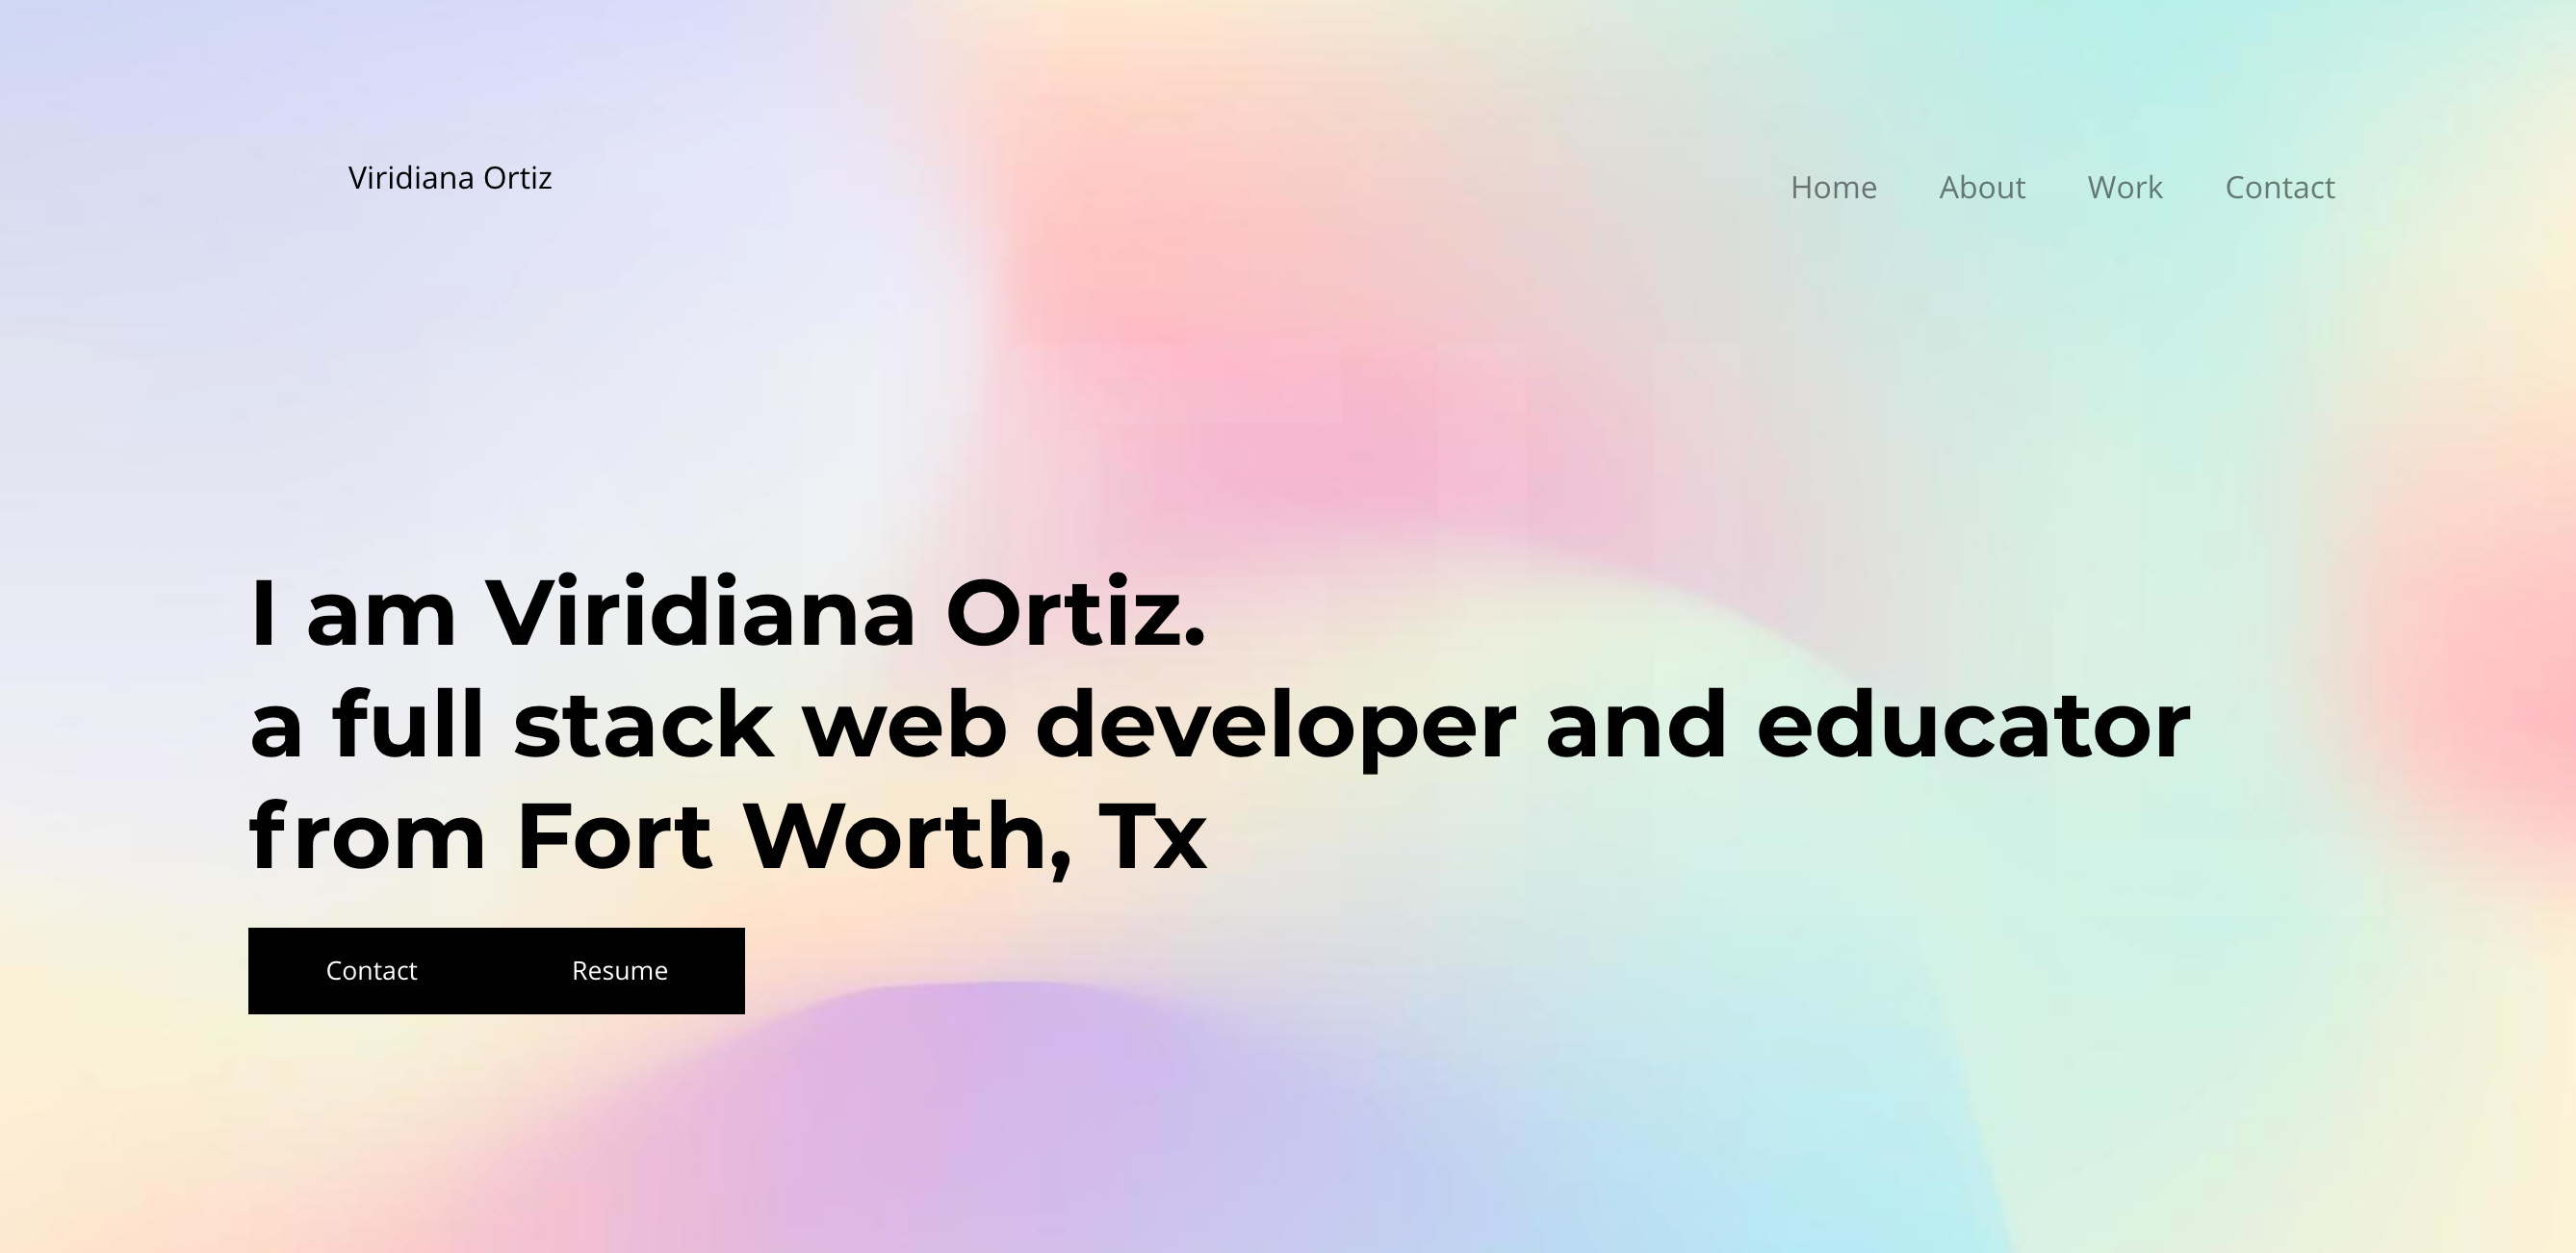 Viridiana Ortiz
Home About Work Contact
I am Viridiana Ortiz.
a full stack web developer and educator
from Fort Worth, Tx
Contact Resume